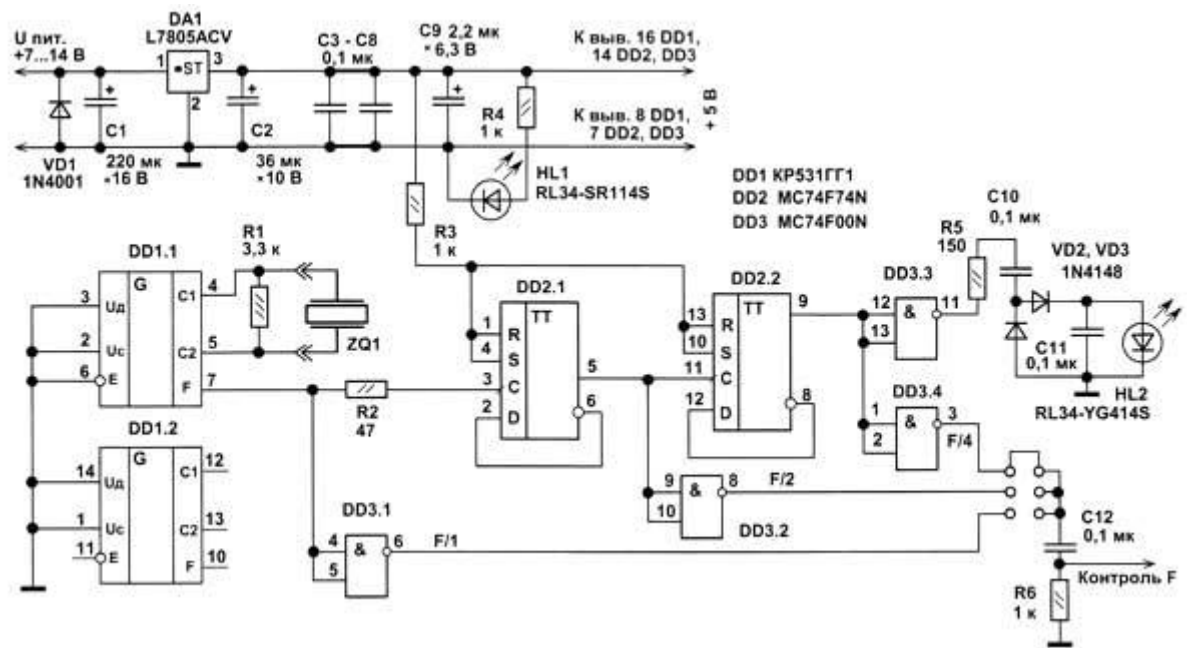 U пит.
+7...14 В
DA1
L7805ACV
1
•ST
3
2
C3 - C8
0,1 мк
C9 2,2 мк
×6,3 В
К выв. 16 DD1,
14 DD2, DD3
К выв. 8 DD1,
7 DD2, DD3
+ 5 В
+
+
+
C1
C2
R4
1 к
VD1
1N4001
220 мк
×16 В
36 мк
×10 В
HL1
RL34-SR114S
DD1 КР531ГГ1
DD2 MC74F74N
DD3 MC74F00N
R1
3,3 к
R3
1 к
C10
0,1 мк
R5
150
VD2, VD3
1N4148
DD1.1
G
3 Uд
2 Uс
6 E
C1 4
C2 5
F 7
ZQ1
R2
47
DD2.1
TT
1 R
4 S
3 C
2 D
5
6
DD2.2
TT
13 R
10 S
11 C
12 D
9
8
DD3.3
12 & 11
13
C11
0,1 мк
HL2
RL34-YG414S
DD3.4
1 & 3
2
F/4
DD1.2
G
14 Uд
1 Uс
11 E
C1 12
C2 13
F 10
9 & 8
10
F/2
DD3.2
DD3.1
4 & 6
5
F/1
C12
0,1 мк
Контроль F
R6
1 к